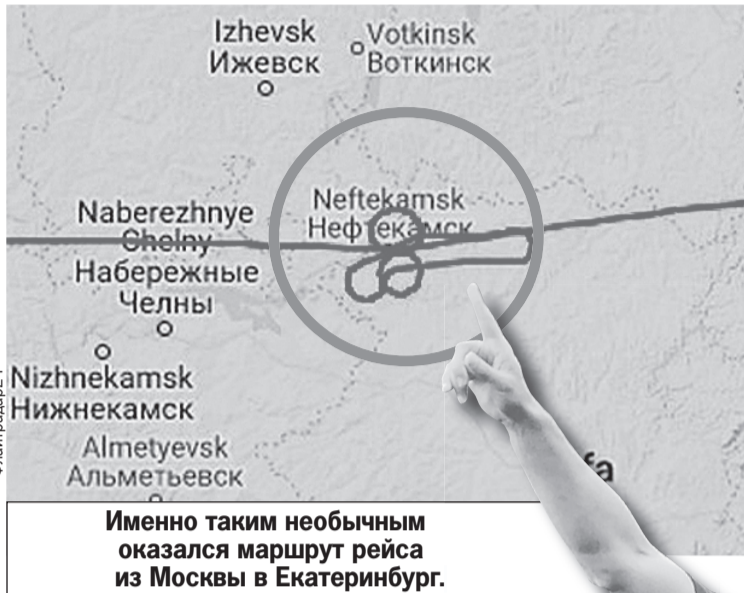 Izhevsk
Ижевск
Votkinsk
Воткинск
Neftekamsk
Нефтекамск
Naberezhnye
Chelny
Набережные
Челны
Nizhnekamsk
Нижнекамск
Almetyevsk
Альметьевск
Именно таким необычным
оказался маршрут рейса
из Москвы в Екатеринбург.